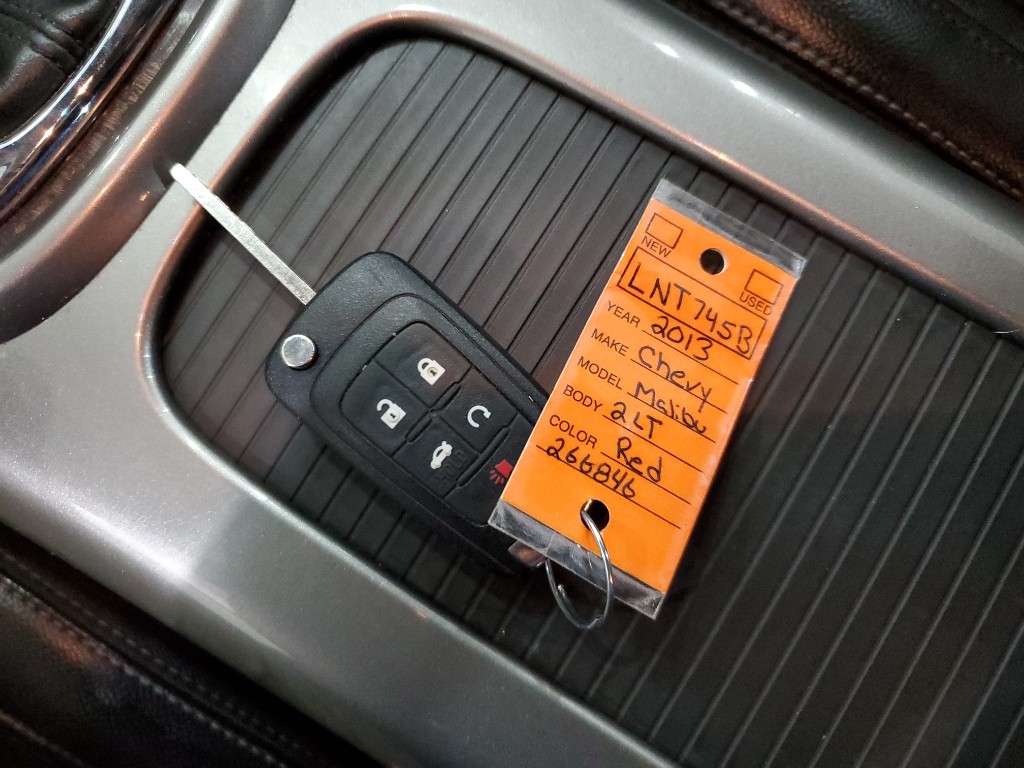 NEW
USED
LNT745B
YEAR 2013
MAKE Chevy
MODEL Malibu
BODY 2LT
COLOR Red
266846